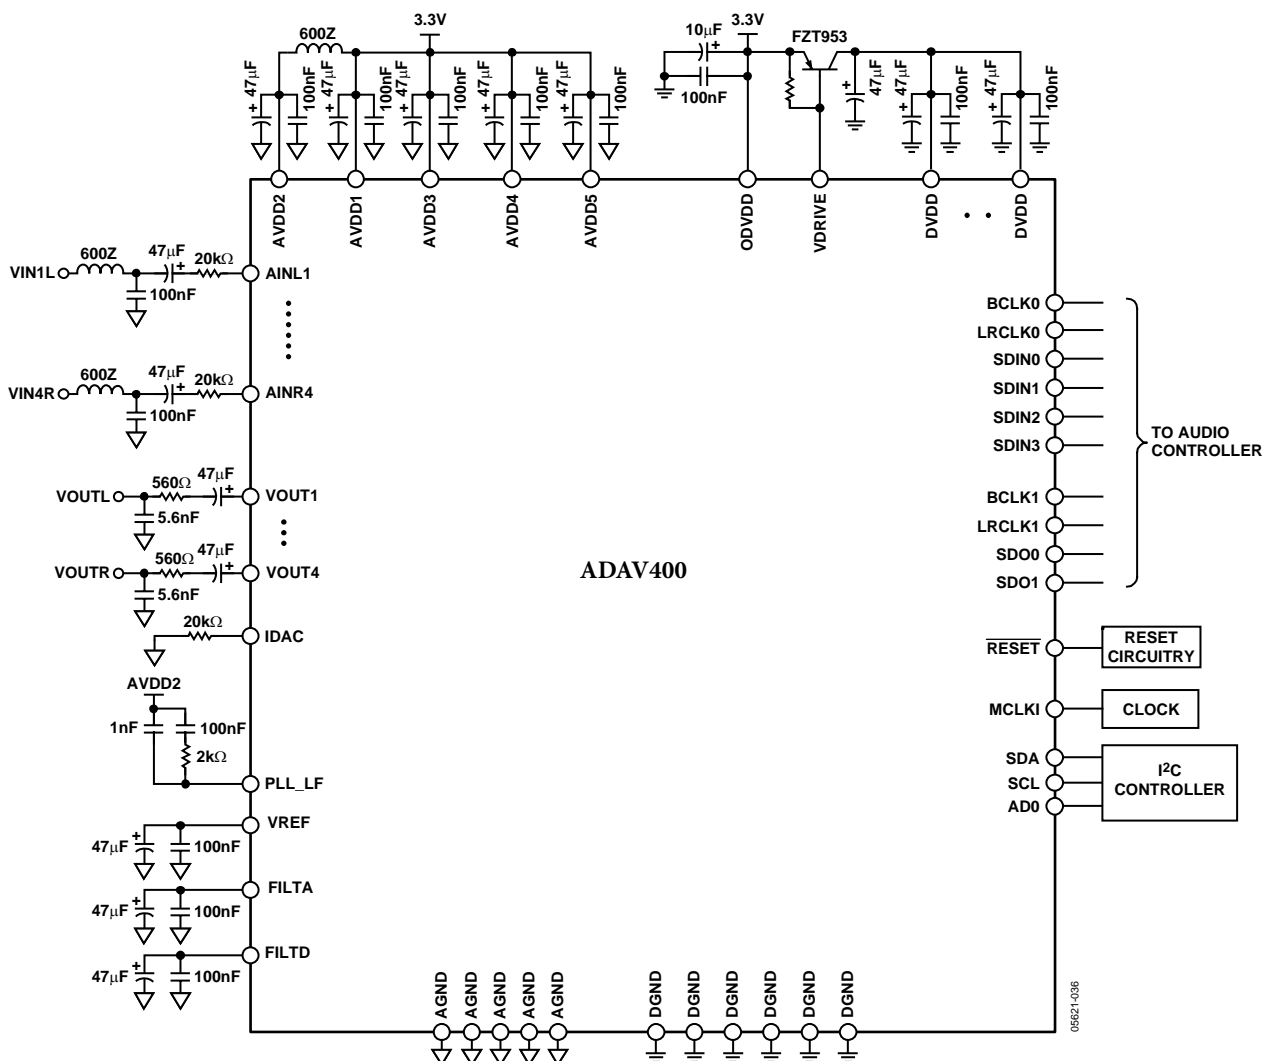 3.3V
600Z
47μF
100nF
47μF
100nF
47μF
100nF
47μF
100nF
47μF
100nF
10μF
3.3V
FZT953
100nF
47μF
47μF
100nF
47μF
100nF
AVDD2
AVDD1
AVDD3
AVDD4
AVDD5
ODVDD
VDRIVE
DVDD
DVDD
VIN1L
600Z
47μF
20kΩ
AINL1
100nF
VIN4R
600Z
47μF
20kΩ
AINR4
100nF
VOUTL
560Ω
47μF
VOUT1
5.6nF
VOUTR
560Ω
47μF
VOUT4
5.6nF
20kΩ
IDAC
AVDD2
1nF
100nF
2kΩ
PLL_LF
VREF
47μF
100nF
FILTA
47μF
100nF
FILTD
47μF
100nF
ADAV400
BCLK0
LRCLK0
SDIN0
SDIN1
SDIN2
SDIN3
BCLK1
LRCLK1
SDO0
SDO1
TO AUDIO
CONTROLLER
RESET
RESET
CIRCUITRY
MCLKI
CLOCK
SDA
SCL
AD0
I²C
CONTROLLER
AGND
AGND
AGND
AGND
AGND
DGND
DGND
DGND
DGND
DGND
DGND
05621-036